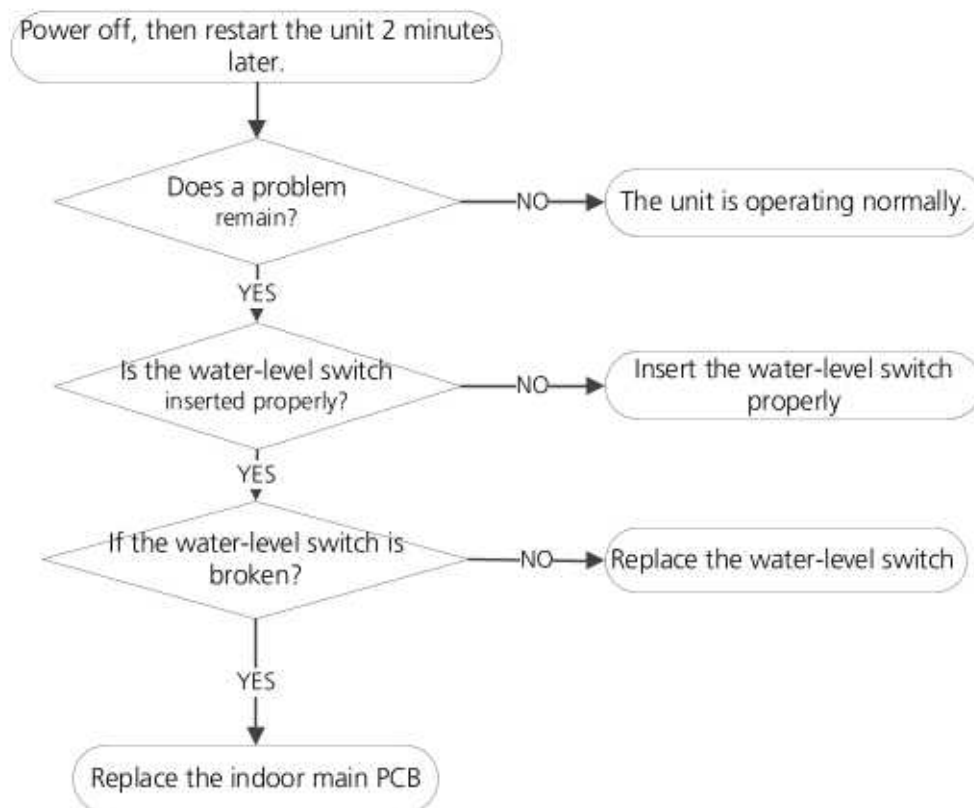 Power off, then restart the unit 2 minutes
later.
Does a problem
remain?
NO
The unit is operating normally.
YES
Is the water-level switch
inserted properly?
NO
Insert the water-level switch
properly
YES
If the water-level switch is
broken?
NO
Replace the water-level switch
YES
Replace the indoor main PCB